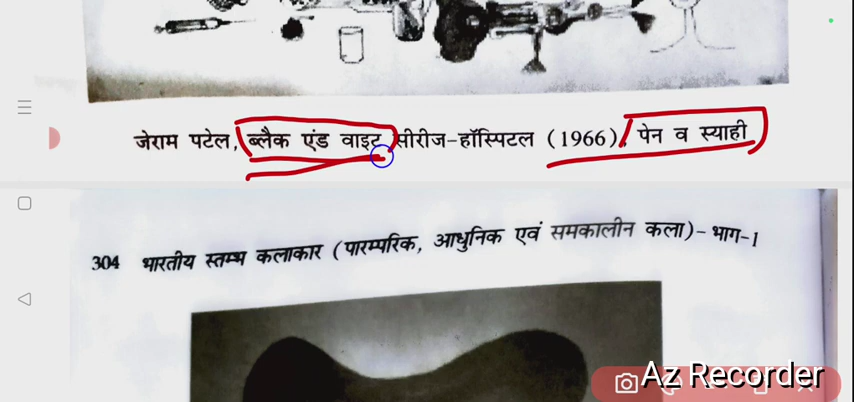 जेराम पटेल, ब्लैक एंड वाइट सीरीज-हॉस्पिटल (1966), पेन व स्याही
304 भारतीय स्तम्भ कलाकार (पारम्परिक, आधुनिक एवं समकालीन कला)- भाग-1
Az Recorder